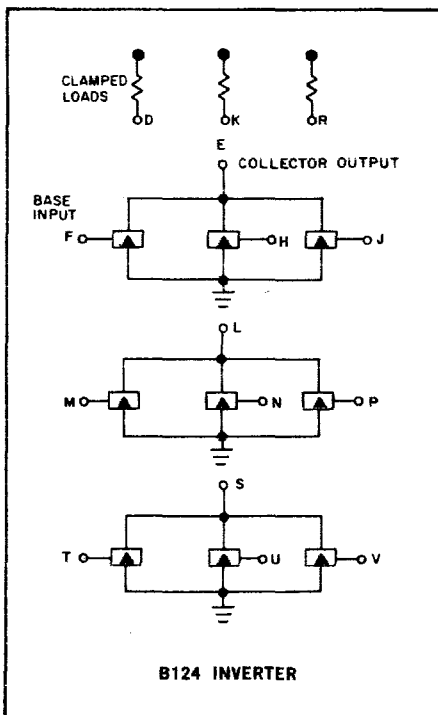 CLAMPED
LOADS
D K R
E
COLLECTOR OUTPUT
BASE
INPUT
F H J
L
M N P
S
T U V
B124 INVERTER